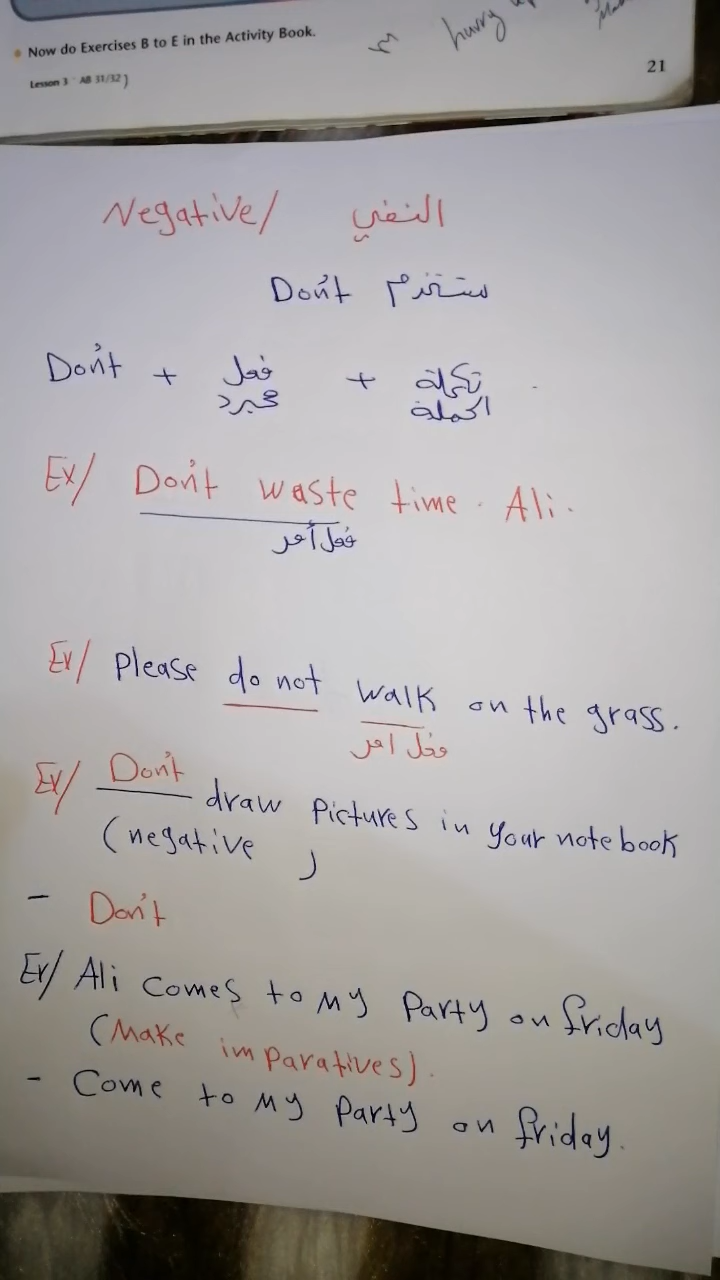 Now do Exercises B to E in the Activity Book.
hurry
Lesson 3 AB 31/32)
21
Negative/ النفي
Don't ستخدم
Don't + فعل مجرد + تكملة الجملة
Ex/ Don't waste time. Ali.
فعل أمر
Ex/ Please do not walk on the grass.
فعل امر
Ex/ Don't draw Pictures in your notebook
(negative )
- Don't
Ex/ Ali comes to my Party on friday
(Make imparatives).
- Come to my Party on friday.